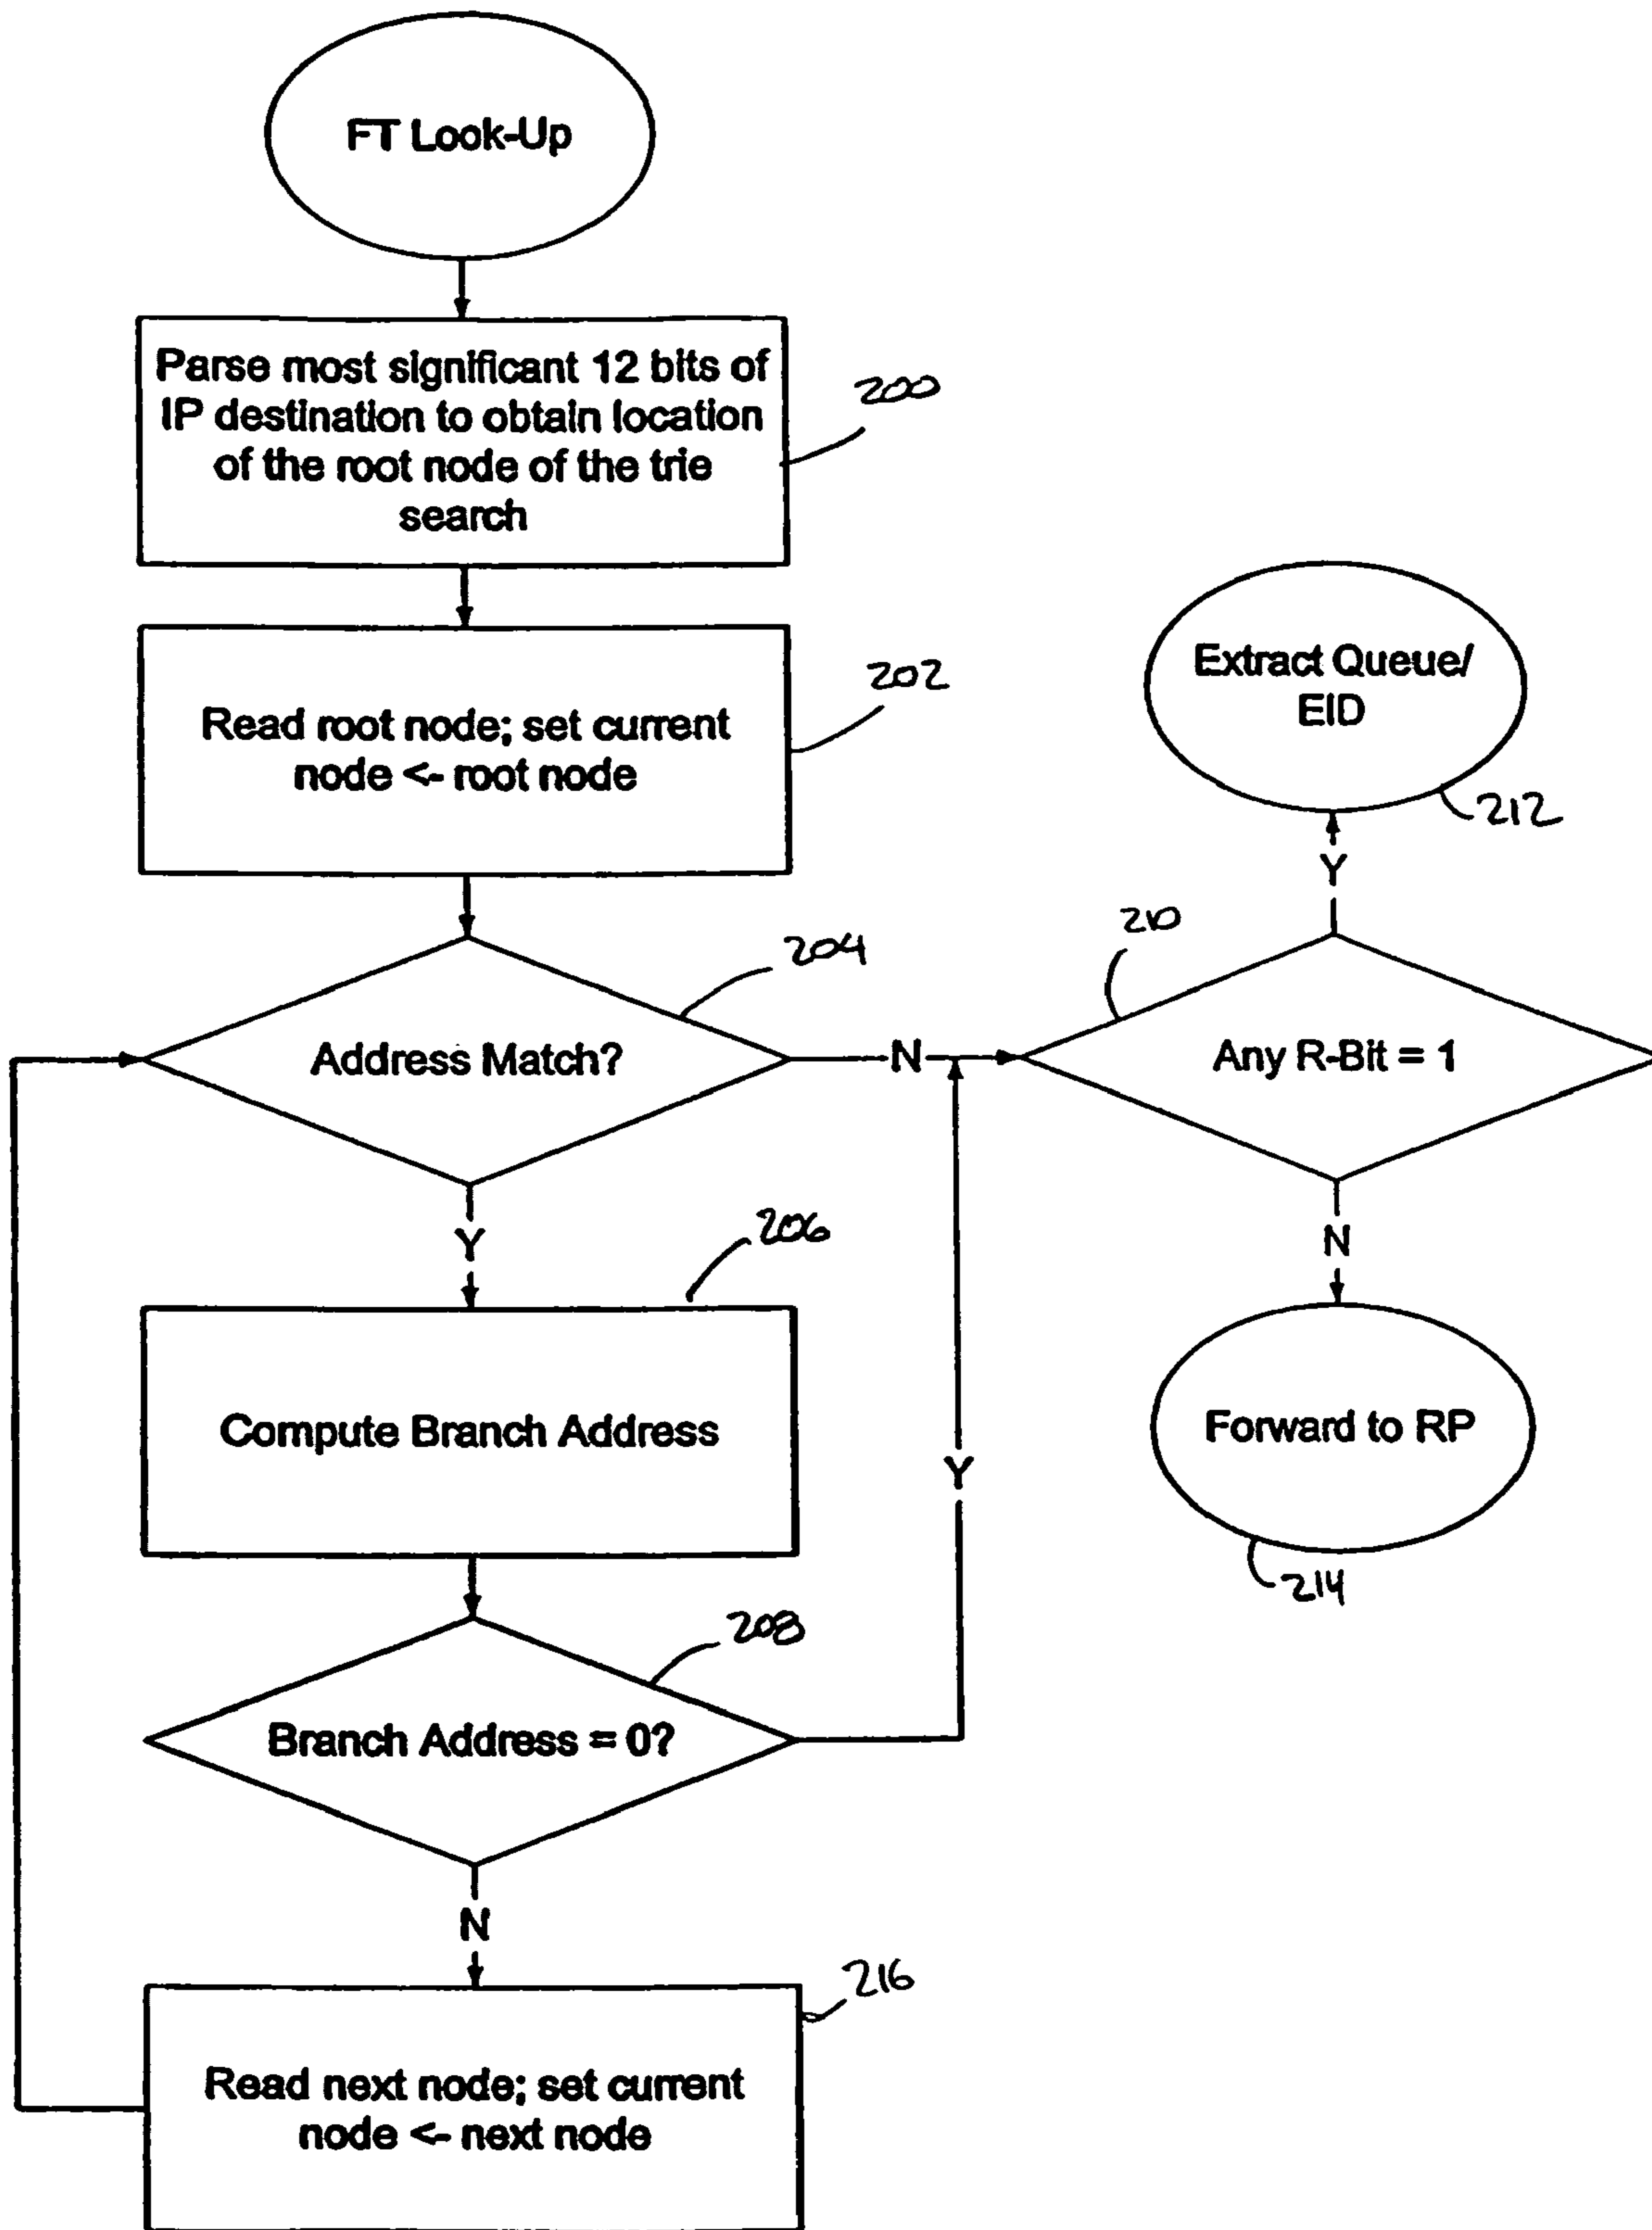 FT Look-Up
Parse most significant 12 bits of
IP destination to obtain location
of the root node of the trie
search
200
Read root node; set current
node <- root node
202
Extract Queue/
EID
212
Y
210
Address Match?
204
N
Any R-Bit = 1
Y
206
N
Compute Branch Address
Y
Forward to RP
214
208
Branch Address = 0?
N
216
Read next node; set current
node <- next node